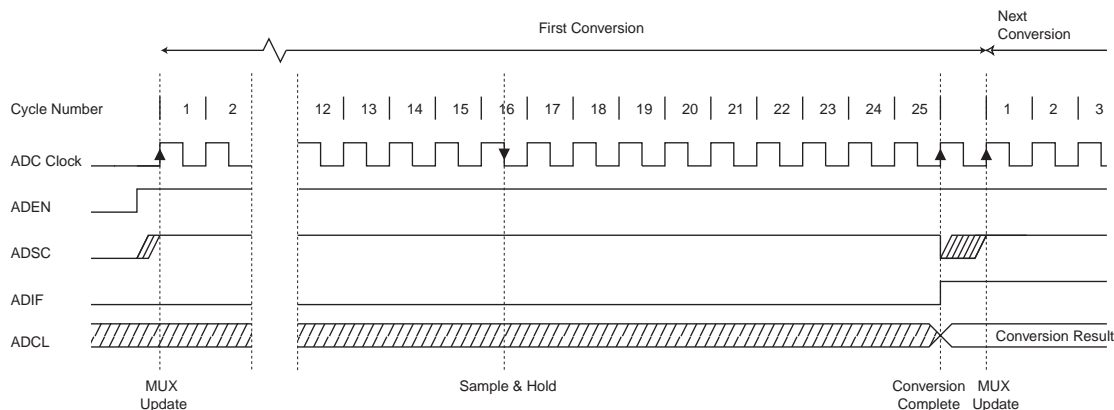 First Conversion
Next
Conversion
Cycle Number 1 2 12 13 14 15 16 17 18 19 20 21 22 23 24 25 1 2 3
ADC Clock
ADEN
ADSC
ADIF
ADCL Conversion Result
MUX
Update
Sample & Hold
Conversion
Complete
MUX
Update